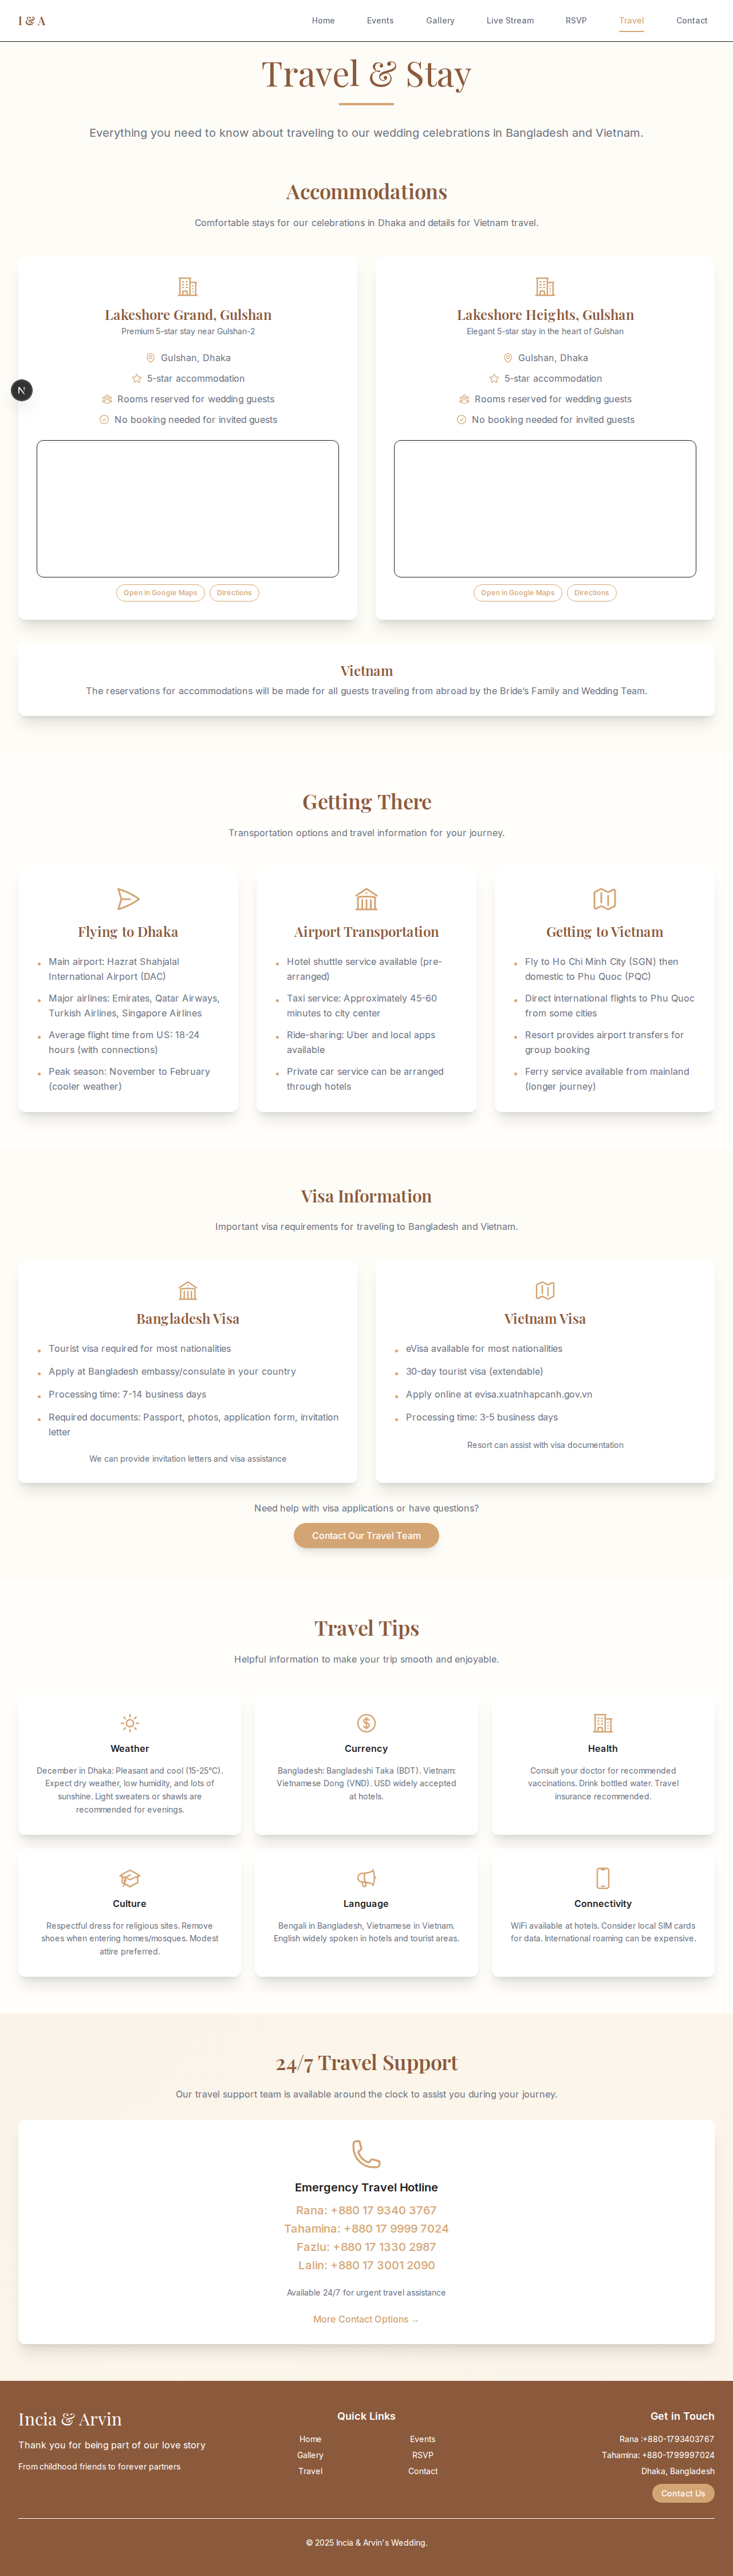 I & A
Home Events Gallery Live Stream RSVP Travel Contact
Travel & Stay
Everything you need to know about traveling to our wedding celebrations in Bangladesh and Vietnam.
Accommodations
Comfortable stays for our celebrations in Dhaka and details for Vietnam travel.
Lakeshore Grand, Gulshan
Premium 5-star stay near Gulshan-2
Gulshan, Dhaka
5-star accommodation
Rooms reserved for wedding guests
No booking needed for invited guests
Open in Google Maps Directions
Lakeshore Heights, Gulshan
Elegant 5-star stay in the heart of Gulshan
Gulshan, Dhaka
5-star accommodation
Rooms reserved for wedding guests
No booking needed for invited guests
Open in Google Maps Directions
N
Vietnam
The reservations for accommodations will be made for all guests traveling from abroad by the Bride's Family and Wedding Team.
Getting There
Transportation options and travel information for your journey.
Flying to Dhaka
• Main airport: Hazrat Shahjalal
International Airport (DAC)
• Major airlines: Emirates, Qatar Airways,
Turkish Airlines, Singapore Airlines
• Average flight time from US: 18-24
hours (with connections)
• Peak season: November to February
(cooler weather)
Airport Transportation
• Hotel shuttle service available (pre-
arranged)
• Taxi service: Approximately 45-60
minutes to city center
• Ride-sharing: Uber and local apps
available
• Private car service can be arranged
through hotels
Getting to Vietnam
• Fly to Ho Chi Minh City (SGN) then
domestic to Phu Quoc (PQC)
• Direct international flights to Phu Quoc
from some cities
• Resort provides airport transfers for
group booking
• Ferry service available from mainland
(longer journey)
Visa Information
Important visa requirements for traveling to Bangladesh and Vietnam.
Bangladesh Visa
• Tourist visa required for most nationalities
• Apply at Bangladesh embassy/consulate in your country
• Processing time: 7-14 business days
• Required documents: Passport, photos, application form, invitation
letter
We can provide invitation letters and visa assistance
Vietnam Visa
• eVisa available for most nationalities
• 30-day tourist visa (extendable)
• Apply online at evisa.xuatnhapcanh.gov.vn
• Processing time: 3-5 business days
Resort can assist with visa documentation
Need help with visa applications or have questions?
Contact Our Travel Team
Travel Tips
Helpful information to make your trip smooth and enjoyable.
Weather
December in Dhaka: Pleasant and cool (15-25°C).
Expect dry weather, low humidity, and lots of
sunshine. Light sweaters or shawls are
recommended for evenings.
Currency
Bangladesh: Bangladeshi Taka (BDT). Vietnam:
Vietnamese Dong (VND). USD widely accepted
at hotels.
Health
Consult your doctor for recommended
vaccinations. Drink bottled water. Travel
insurance recommended.
Culture
Respectful dress for religious sites. Remove
shoes when entering homes/mosques. Modest
attire preferred.
Language
Bengali in Bangladesh, Vietnamese in Vietnam.
English widely spoken in hotels and tourist areas.
Connectivity
WiFi available at hotels. Consider local SIM cards
for data. International roaming can be expensive.
24/7 Travel Support
Our travel support team is available around the clock to assist you during your journey.
Emergency Travel Hotline
Rana: +880 17 9340 3767
Tahamina: +880 17 9999 7024
Fazlu: +880 17 1330 2987
Lalin: +880 17 3001 2090
Available 24/7 for urgent travel assistance
More Contact Options →
Incia & Arvin
Thank you for being part of our love story
From childhood friends to forever partners
Quick Links
Home Events
Gallery RSVP
Travel Contact
Get in Touch
Rana :+880-1793403767
Tahamina: +880-1799997024
Dhaka, Bangladesh
Contact Us
© 2025 Incia & Arvin's Wedding.